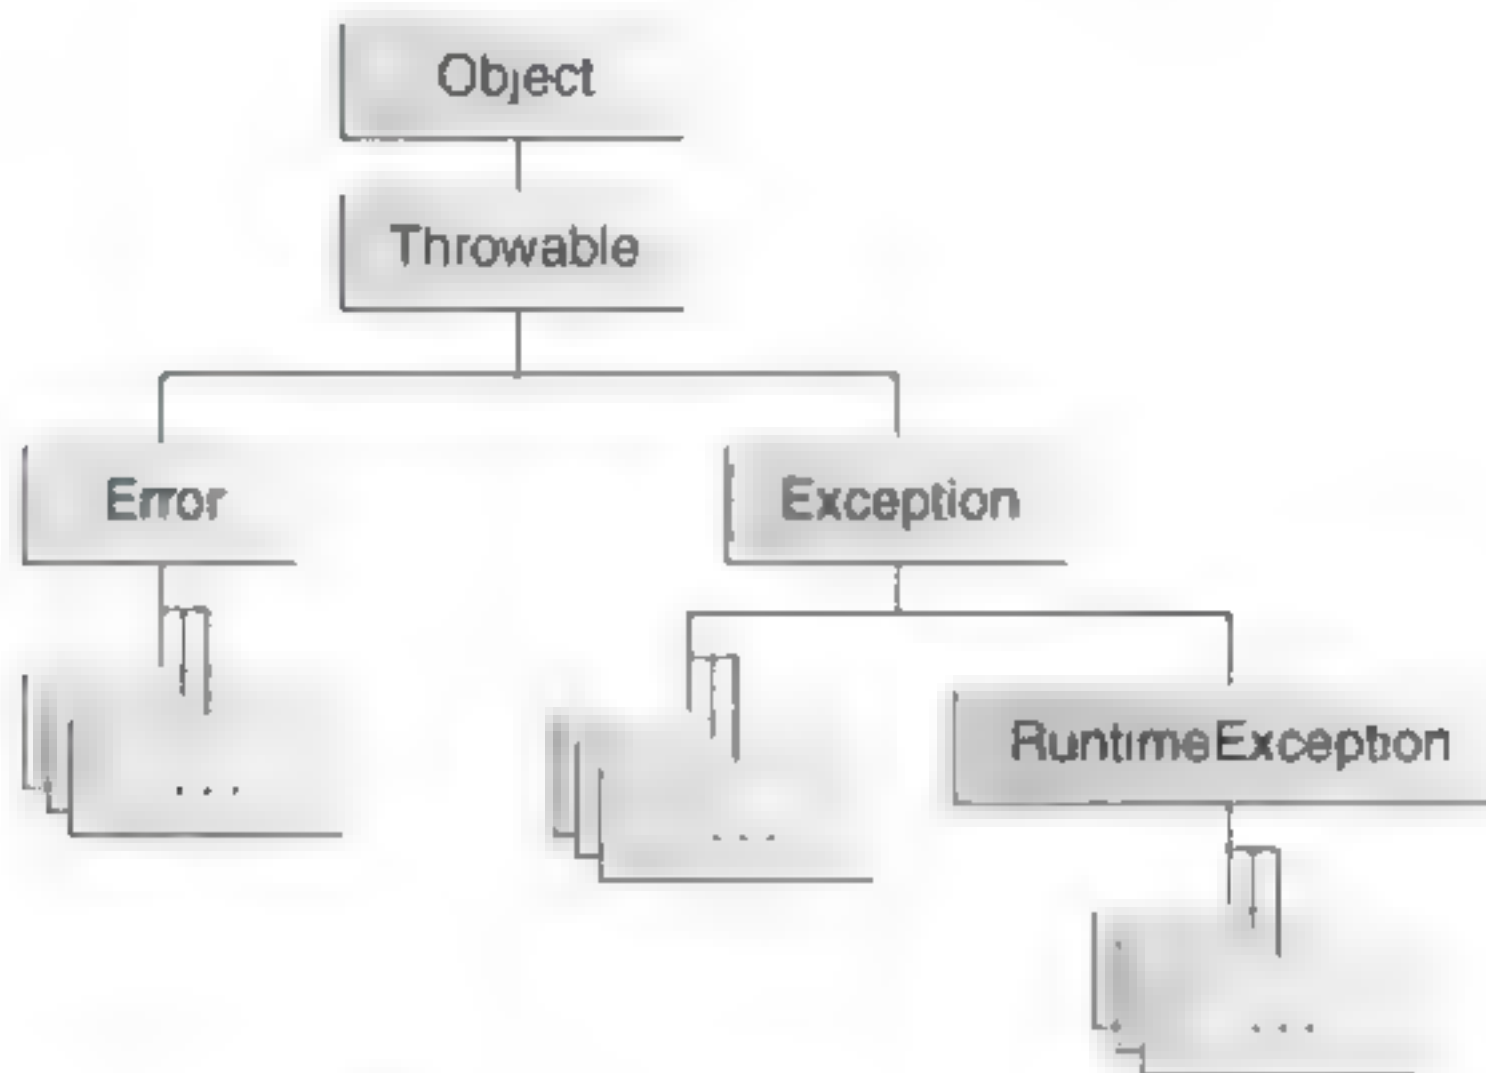 Object
Throwable
Error
Exception
RuntimeException
...
...
...